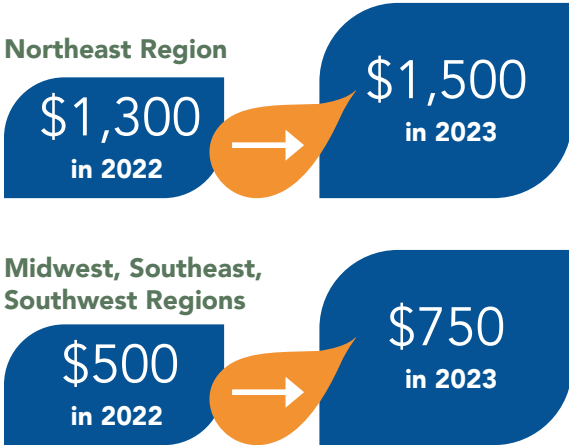 Northeast Region
$1,300
in 2022
$1,500
in 2023
Midwest, Southeast,
Southwest Regions
$500
in 2022
$750
in 2023